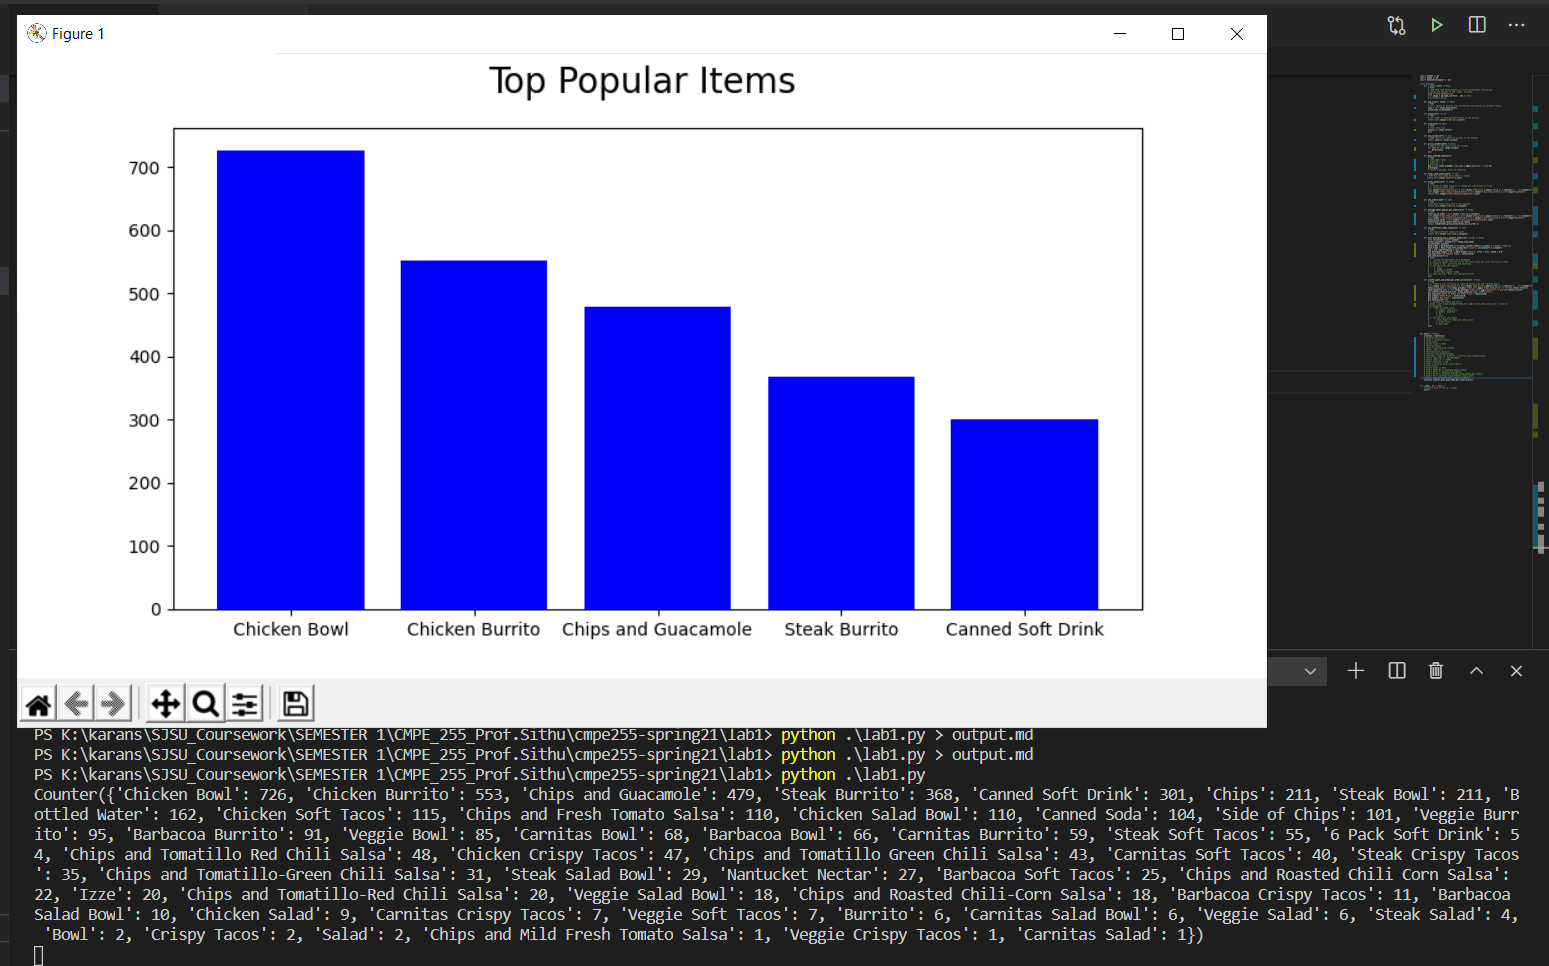 Figure 1
Top Popular Items
700
600
500
400
300
200
100
0
Chicken Bowl Chicken Burrito Chips and Guacamole Steak Burrito Canned Soft Drink
PS K:\karans\SJSU_Coursework\SEMESTER 1\CMPE_255_Prof.Sithu\cmpe255-spring21\lab1> python .\lab1.py > output.md
PS K:\karans\SJSU_Coursework\SEMESTER 1\CMPE_255_Prof.Sithu\cmpe255-spring21\lab1> python .\lab1.py > output.md
PS K:\karans\SJSU_Coursework\SEMESTER 1\CMPE_255_Prof.Sithu\cmpe255-spring21\lab1> python .\lab1.py
Counter({'Chicken Bowl': 726, 'Chicken Burrito': 553, 'Chips and Guacamole': 479, 'Steak Burrito': 368, 'Canned Soft Drink': 301, 'Chips': 211, 'Steak Bowl': 211, 'B
ottled Water': 162, 'Chicken Soft Tacos': 115, 'Chips and Fresh Tomato Salsa': 110, 'Chicken Salad Bowl': 110, 'Canned Soda': 104, 'Side of Chips': 101, 'Veggie Burr
ito': 95, 'Barbacoa Burrito': 91, 'Veggie Bowl': 85, 'Carnitas Bowl': 68, 'Barbacoa Bowl': 66, 'Carnitas Burrito': 59, 'Steak Soft Tacos': 55, '6 Pack Soft Drink': 5
4, 'Chips and Tomatillo Red Chili Salsa': 48, 'Chicken Crispy Tacos': 47, 'Chips and Tomatillo Green Chili Salsa': 43, 'Carnitas Soft Tacos': 40, 'Steak Crispy Tacos
': 35, 'Chips and Tomatillo-Green Chili Salsa': 31, 'Steak Salad Bowl': 29, 'Nantucket Nectar': 27, 'Barbacoa Soft Tacos': 25, 'Chips and Roasted Chili Corn Salsa':
22, 'Izze': 20, 'Chips and Tomatillo-Red Chili Salsa': 20, 'Veggie Salad Bowl': 18, 'Chips and Roasted Chili-Corn Salsa': 18, 'Barbacoa Crispy Tacos': 11, 'Barbacoa
Salad Bowl': 10, 'Chicken Salad': 9, 'Carnitas Crispy Tacos': 7, 'Veggie Soft Tacos': 7, 'Burrito': 6, 'Carnitas Salad Bowl': 6, 'Veggie Salad': 6, 'Steak Salad': 4,
'Bowl': 2, 'Crispy Tacos': 2, 'Salad': 2, 'Chips and Mild Fresh Tomato Salsa': 1, 'Veggie Crispy Tacos': 1, 'Carnitas Salad': 1})